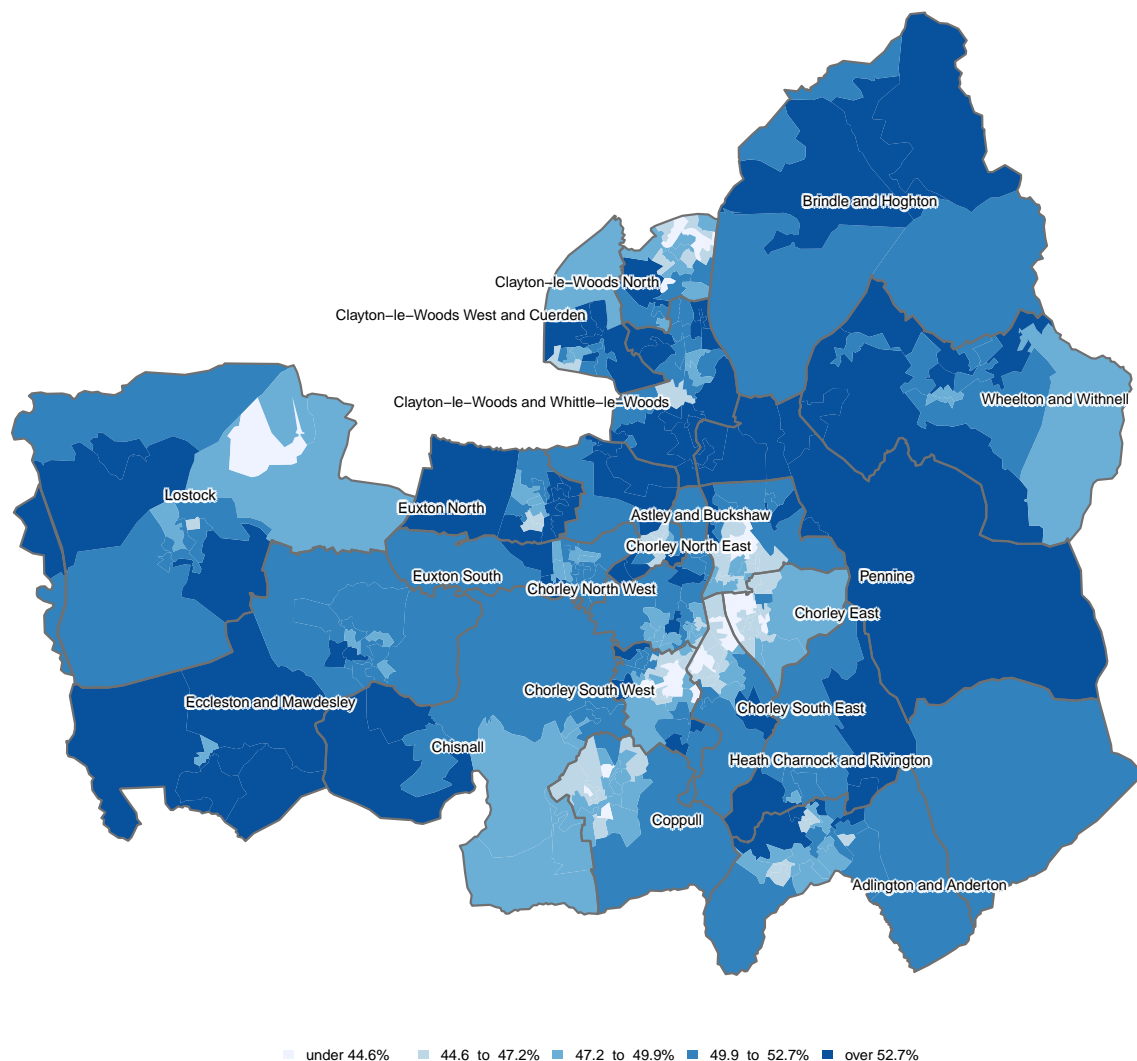 Brindle and Hoghton
Clayton−le−Woods North
Clayton−le−Woods West and Cuerden
Clayton−le−Woods and Whittle−le−Woods
Wheelton and Withnell
Lostock
Euxton North
Astley and Buckshaw
Chorley North East
Euxton South
Pennine
Chorley North West
Chorley East
Chorley South West
Eccleston and Mawdesley
Chorley South East
Chisnall
Heath Charnock and Rivington
Coppull
Adlington and Anderton
under 44.6% 44.6 to 47.2% 47.2 to 49.9% 49.9 to 52.7% over 52.7%